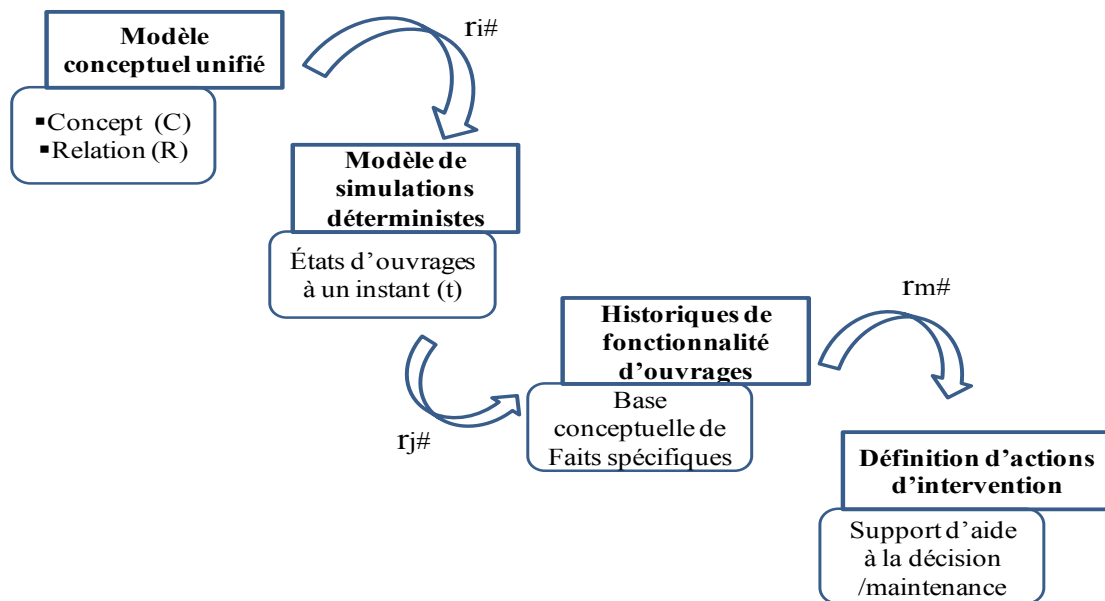 Modèle
conceptuel unifié
ri#
▪Concept (C)
▪Relation (R)
Modèle de
simulations
déterministes
États d’ouvrages
à un instant (t)
rj#
Historiques de
fonctionnalité
d’ouvrages
rm#
Base
conceptuelle de
Faits spécifiques
Définition d’actions
d’intervention
Support d’aide
à la décision
/maintenance